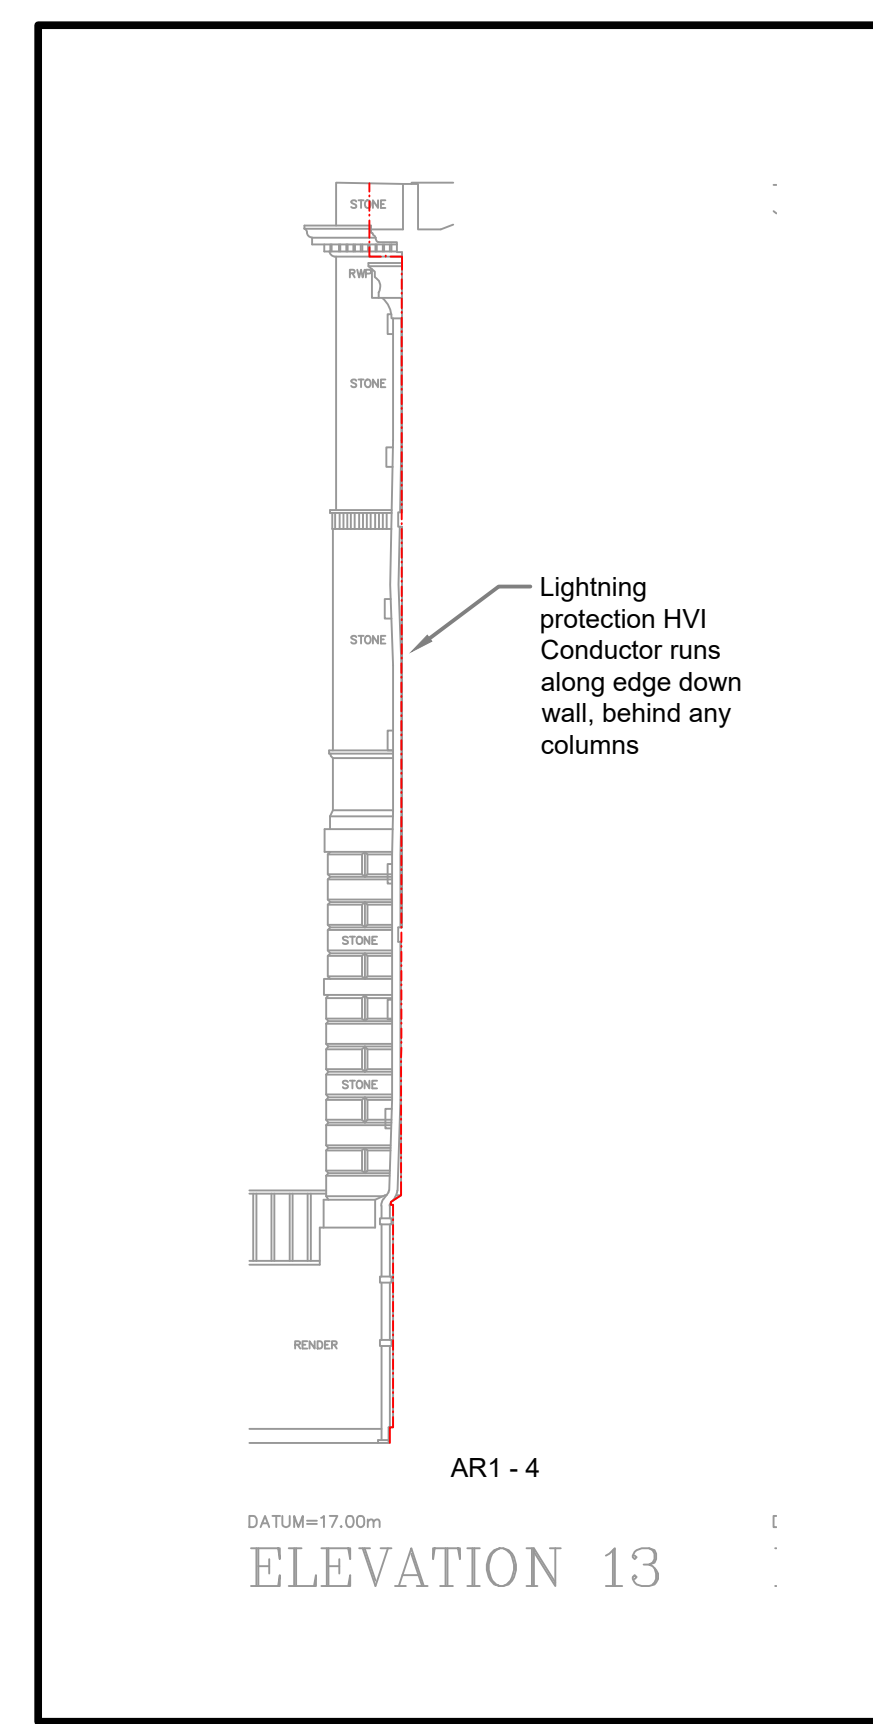 STONE
RWP
STONE
Lightning
protection HVI
Conductor runs
along edge down
wall, behind any
columns
STONE
STONE
STONE
RENDER
AR1 - 4
DATUM=17.00m
ELEVATION 13